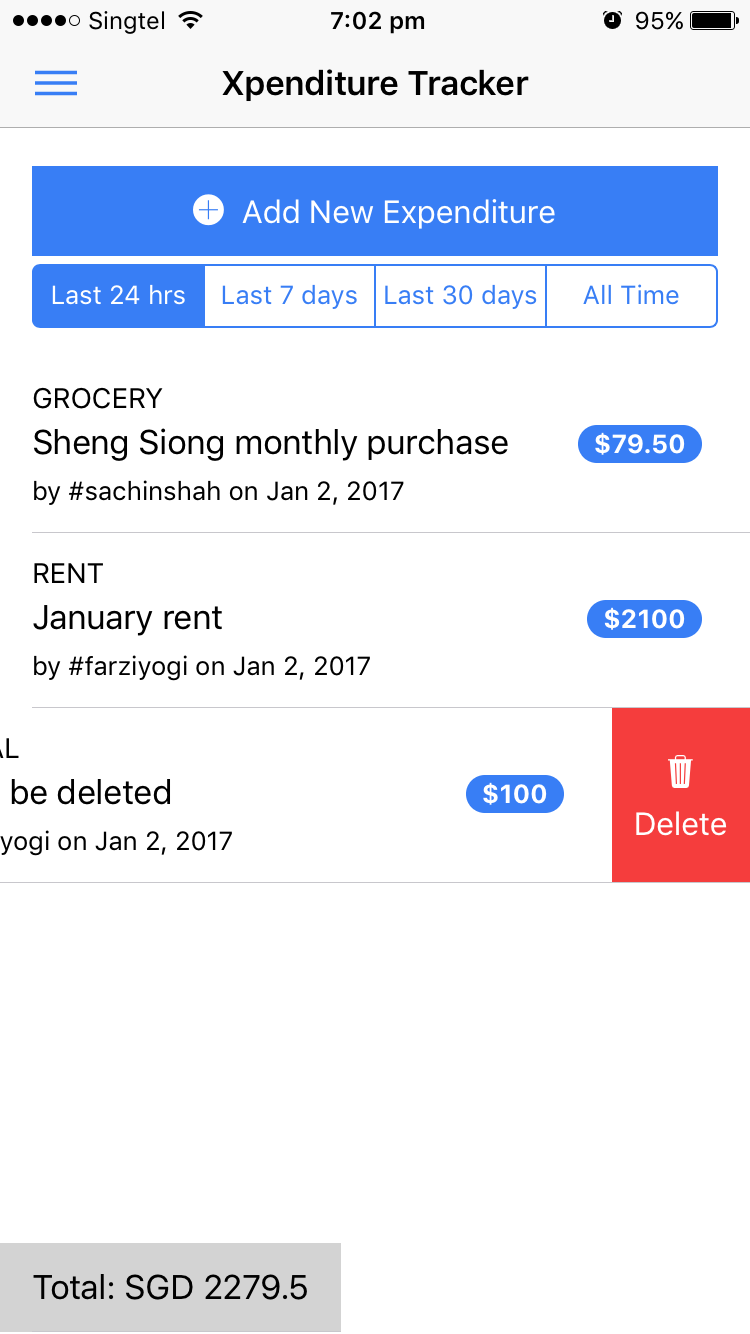 Singtel 7:02 pm 95%
Xpenditure Tracker
Add New Expenditure
Last 24 hrs Last 7 days Last 30 days All Time
GROCERY
Sheng Siong monthly purchase $79.50
by #sachinshah on Jan 2, 2017
RENT
January rent $2100
by #farziyogi on Jan 2, 2017
AL
be deleted $100
yogi on Jan 2, 2017
Delete
Total: SGD 2279.5